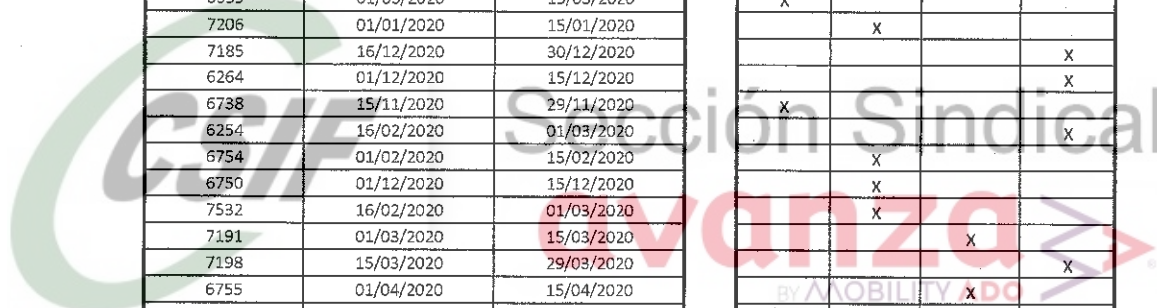 7206 01/01/2020 15/01/2020 X
7185 16/12/2020 30/12/2020 X
6264 01/12/2020 15/12/2020 X
6738 15/11/2020 29/11/2020 X
6254 16/02/2020 01/03/2020 X
6754 01/02/2020 15/02/2020 X
6750 01/12/2020 15/12/2020 X
7532 16/02/2020 01/03/2020 X
7191 01/03/2020 15/03/2020 X
7198 15/03/2020 29/03/2020 X
6755 01/04/2020 15/04/2020 X
CSIF
Sección Sindical
avanza
BY MOBILITY ADO